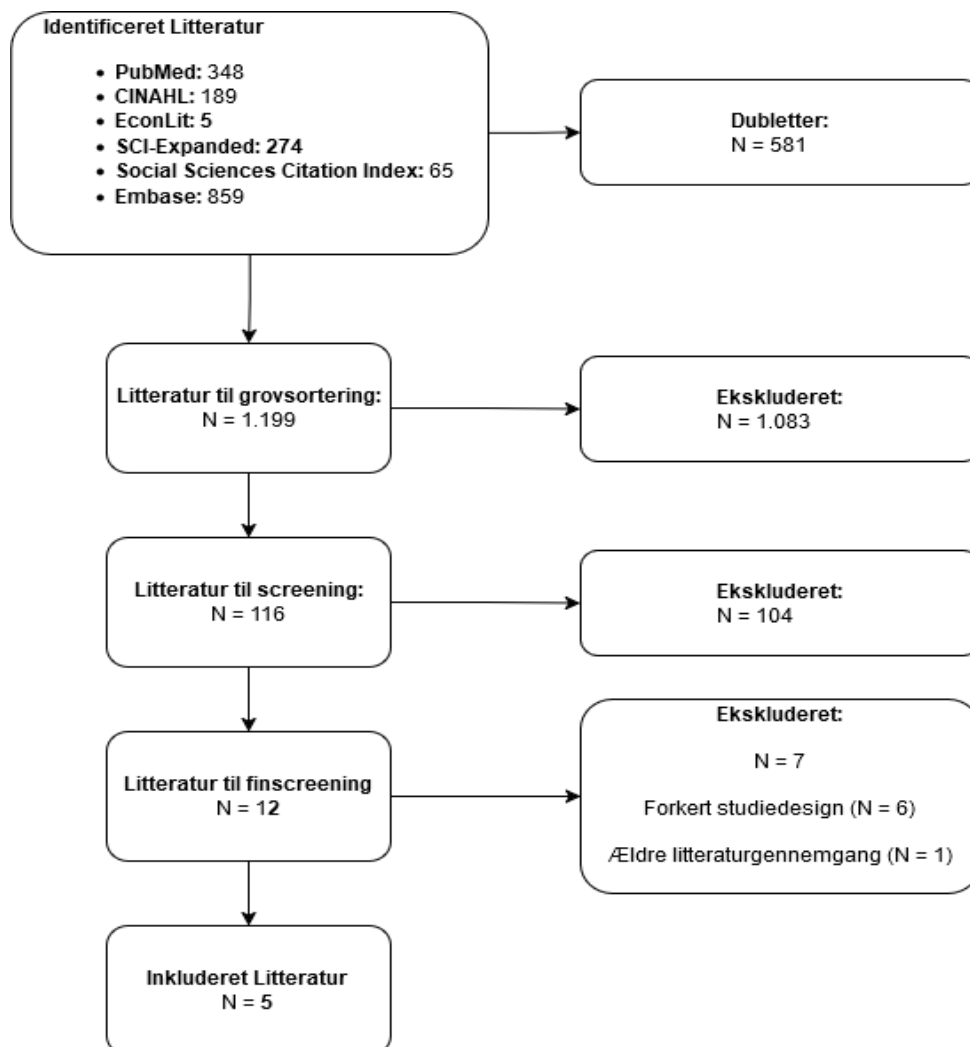 Identificeret Litteratur
• PubMed: 348
• CINAHL: 189
• EconLit: 5
• SCI-Expanded: 274
• Social Sciences Citation Index: 65
• Embase: 859
Dubletter:
N = 581
Litteratur til grovsortering:
N = 1.199
Ekskluderet:
N = 1.083
Litteratur til screening:
N = 116
Ekskluderet:
N = 104
Litteratur til finscreening
N = 12
Ekskluderet:
N = 7
Forkert studiedesign (N = 6)
Ældre litteraturgennemgang (N = 1)
Inkluderet Litteratur
N = 5